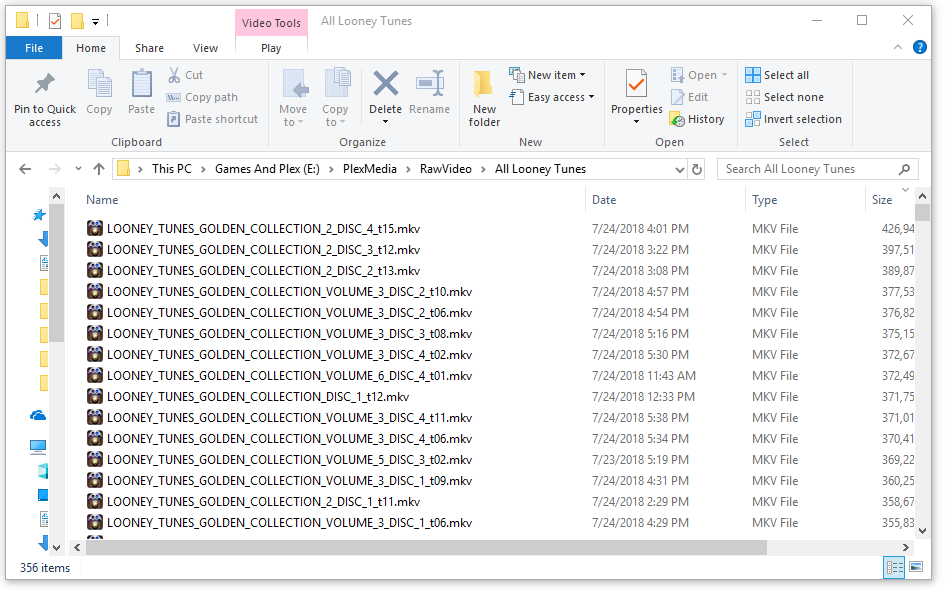 Video Tools
All Looney Tunes
File
Home
Share
View
Play
Pin to Quick access
Copy
Paste
Cut
Copy path
Paste shortcut
Clipboard
Move to
Copy to
Delete
Rename
Organize
New folder
New item
Easy access
New
Properties
Open
Edit
History
Open
Select all
Select none
Invert selection
Select
This PC > Games And Plex (E:) > PlexMedia > RawVideo > All Looney Tunes
Search All Looney Tunes
Name Date Type Size
LOONEY_TUNES_GOLDEN_COLLECTION_2_DISC_4_t15.mkv 7/24/2018 4:01 PM MKV File 426,94
LOONEY_TUNES_GOLDEN_COLLECTION_2_DISC_3_t12.mkv 7/24/2018 3:22 PM MKV File 397,51
LOONEY_TUNES_GOLDEN_COLLECTION_2_DISC_2_t13.mkv 7/24/2018 3:08 PM MKV File 389,87
LOONEY_TUNES_GOLDEN_COLLECTION_VOLUME_3_DISC_2_t10.mkv 7/24/2018 4:57 PM MKV File 377,53
LOONEY_TUNES_GOLDEN_COLLECTION_VOLUME_3_DISC_2_t06.mkv 7/24/2018 4:54 PM MKV File 376,82
LOONEY_TUNES_GOLDEN_COLLECTION_VOLUME_3_DISC_3_t08.mkv 7/24/2018 5:16 PM MKV File 375,15
LOONEY_TUNES_GOLDEN_COLLECTION_VOLUME_3_DISC_4_t02.mkv 7/24/2018 5:30 PM MKV File 372,67
LOONEY_TUNES_GOLDEN_COLLECTION_VOLUME_6_DISC_4_t01.mkv 7/24/2018 11:43 AM MKV File 372,49
LOONEY_TUNES_GOLDEN_COLLECTION_DISC_1_t12.mkv 7/24/2018 12:33 PM MKV File 371,75
LOONEY_TUNES_GOLDEN_COLLECTION_VOLUME_3_DISC_4_t11.mkv 7/24/2018 5:38 PM MKV File 371,01
LOONEY_TUNES_GOLDEN_COLLECTION_VOLUME_3_DISC_4_t06.mkv 7/24/2018 5:34 PM MKV File 370,41
LOONEY_TUNES_GOLDEN_COLLECTION_VOLUME_5_DISC_3_t02.mkv 7/23/2018 5:19 PM MKV File 369,22
LOONEY_TUNES_GOLDEN_COLLECTION_VOLUME_3_DISC_1_t09.mkv 7/24/2018 4:31 PM MKV File 360,25
LOONEY_TUNES_GOLDEN_COLLECTION_2_DISC_1_t11.mkv 7/24/2018 2:29 PM MKV File 358,67
LOONEY_TUNES_GOLDEN_COLLECTION_VOLUME_3_DISC_1_t06.mkv 7/24/2018 4:29 PM MKV File 355,83
356 items